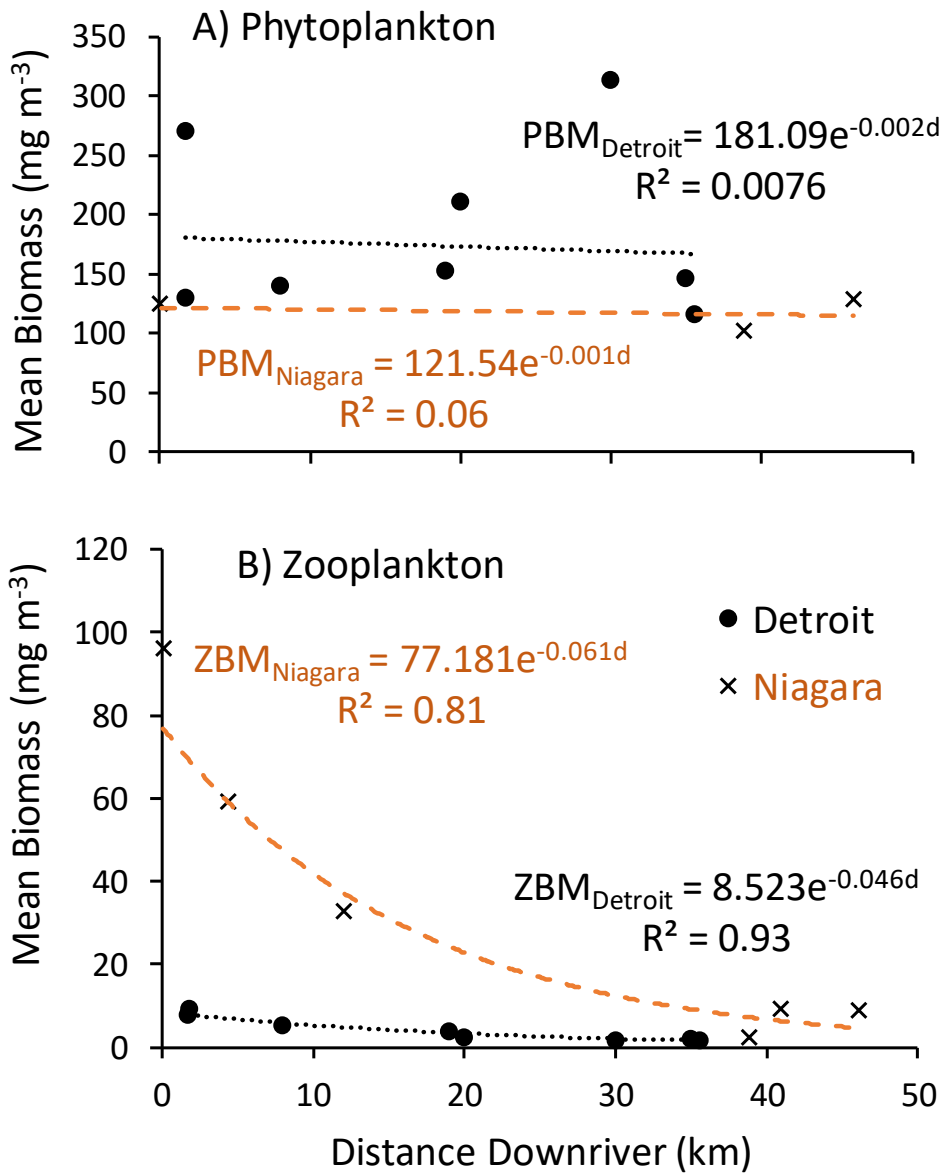 A) Phytoplankton
Mean Biomass (mg m⁻³)
350
300
250
200
150
100
50
0
PBM_Detroit= 181.09e⁻⁰·⁰⁰²ᵈ
R² = 0.0076
PBM_Niagara = 121.54e⁻⁰·⁰⁰¹ᵈ
R² = 0.06
B) Zooplankton
Mean Biomass (mg m⁻³)
120
100
80
60
40
20
0
Detroit
Niagara
ZBM_Niagara = 77.181e⁻⁰·⁰⁶¹ᵈ
R² = 0.81
ZBM_Detroit = 8.523e⁻⁰·⁰⁴⁶ᵈ
R² = 0.93
0 10 20 30 40 50
Distance Downriver (km)